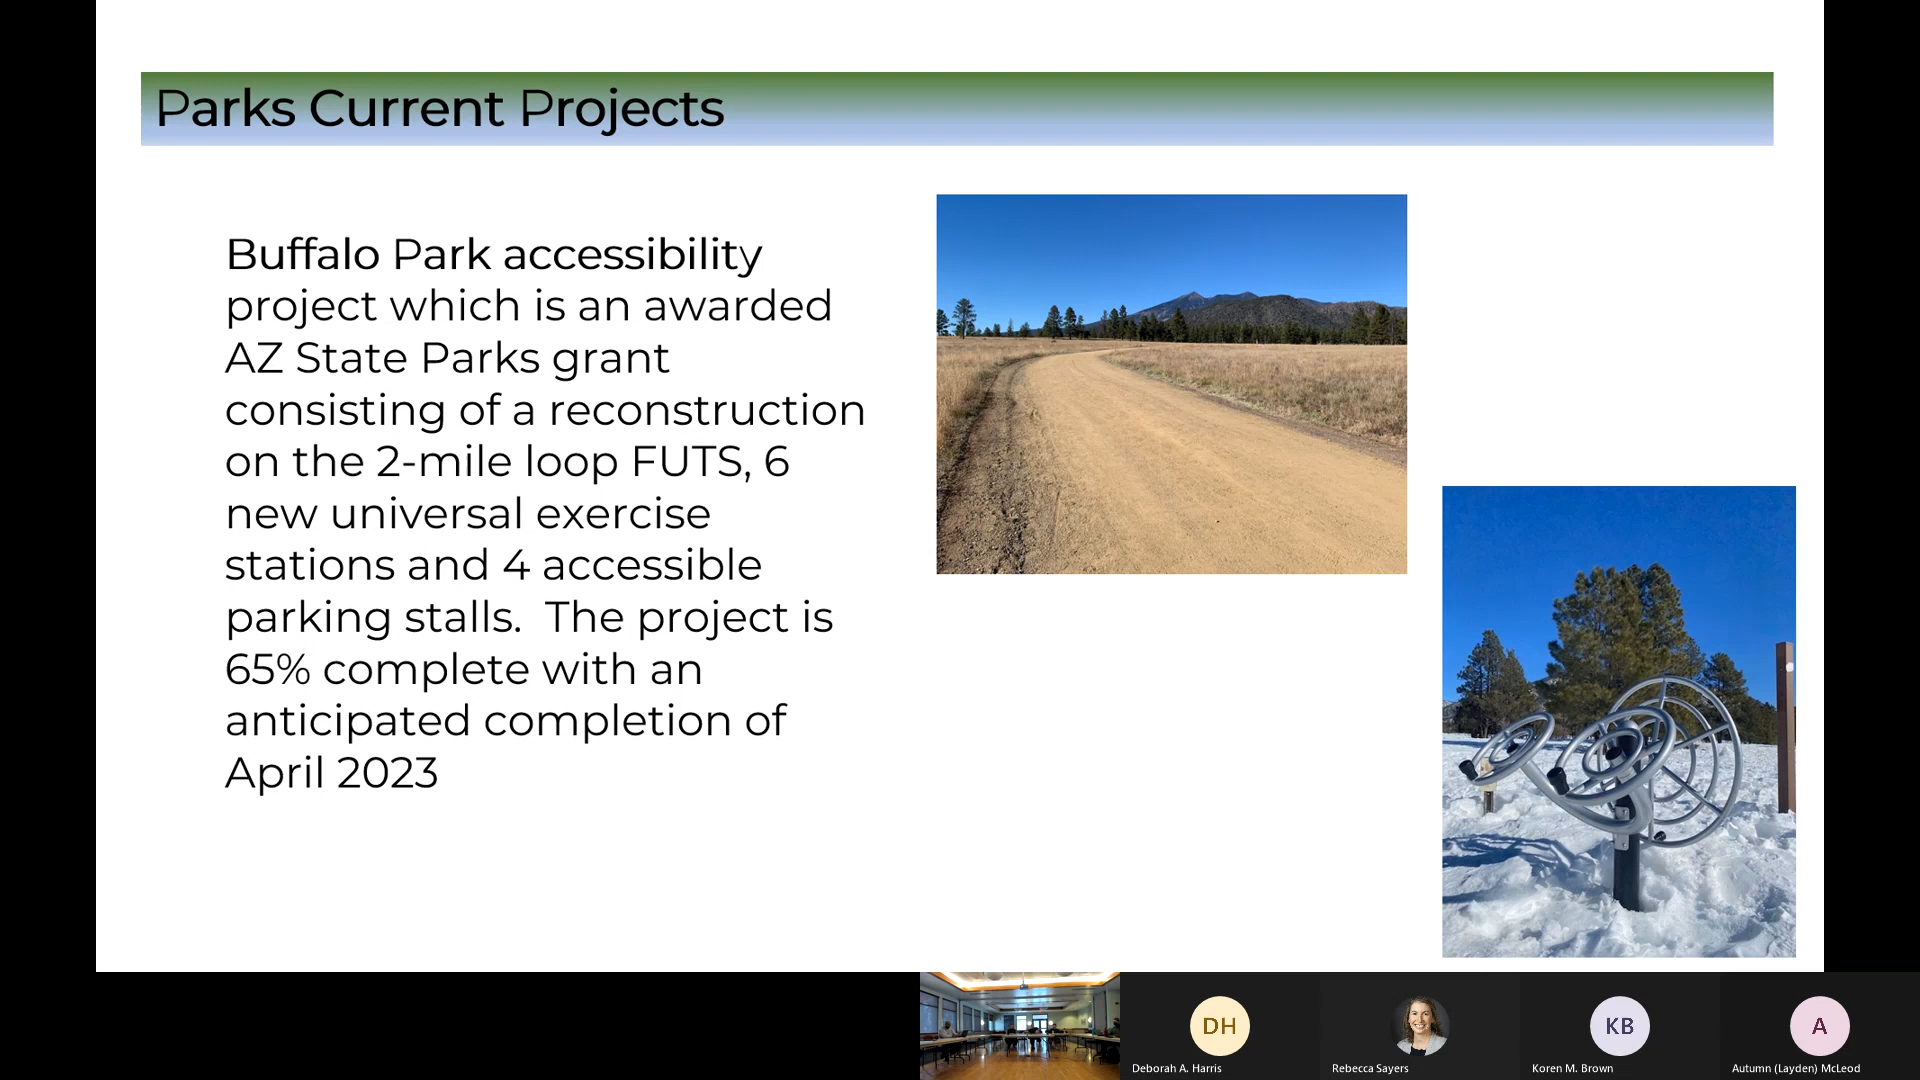 Parks Current Projects
Buffalo Park accessibility
project which is an awarded
AZ State Parks grant
consisting of a reconstruction
on the 2-mile loop FUTS, 6
new universal exercise
stations and 4 accessible
parking stalls.  The project is
65% complete with an
anticipated completion of
April 2023
DH
KB
A
Deborah A. Harris
Rebecca Sayers
Koren M. Brown
Autumn (Layden) McLeod